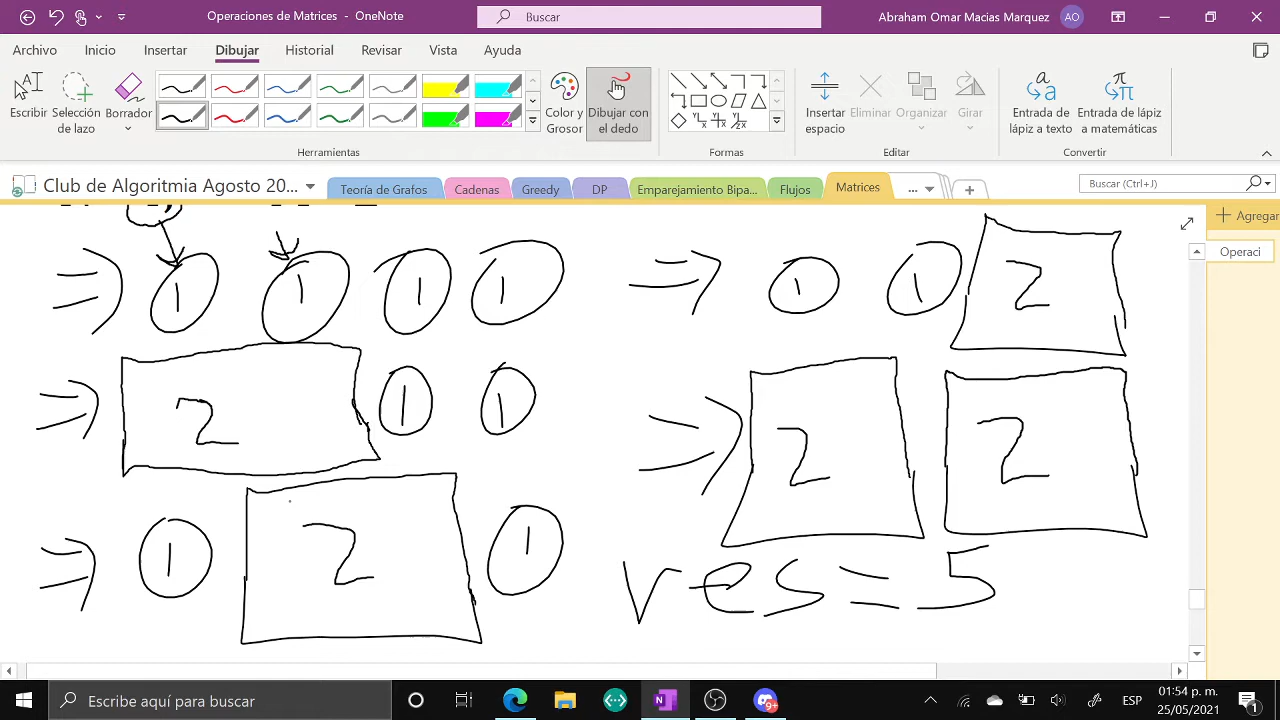 Operaciones de Matrices - OneNote
Buscar
Abraham Omar Macias Marquez
AO
Archivo Inicio Insertar Dibujar Historial Revisar Vista Ayuda
Escribir
Selección de lazo
Borrador
Color y Grosor
Dibujar con el dedo
Insertar espacio
Eliminar
Organizar
Girar
Entrada de lápiz a texto
Entrada de lápiz a matemáticas
Herramientas
Formas
Editar
Convertir
Club de Algoritmia Agosto 20...
Teoría de Grafos
Cadenas
Greedy
DP
Emparejamiento Bipa...
Flujos
Matrices
...
Buscar (Ctrl+J)
Agregar
Operaci
=> 1 1 1 1
=> 2 1 1
=> 1 2 1
=> 1 1 2
=> 2 2
res = 5
Escribe aquí para buscar
9+
ESP
01:54 p. m.
25/05/2021
1